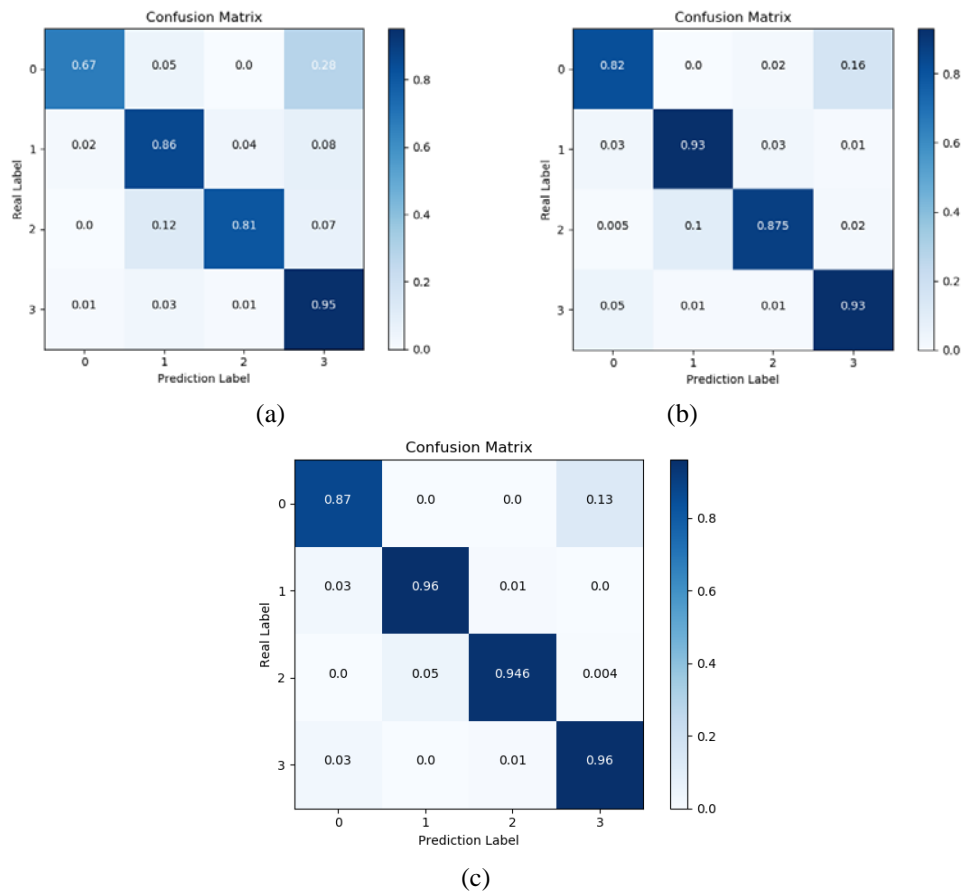 Confusion Matrix
0 0.67 0.05 0.0 0.28
1 0.02 0.86 0.04 0.08
2 0.0 0.12 0.81 0.07
3 0.01 0.03 0.01 0.95
0 1 2 3
Real Label
Prediction Label
0.8
0.6
0.4
0.2
0.0
(a)
Confusion Matrix
0 0.82 0.0 0.02 0.16
1 0.03 0.93 0.03 0.01
2 0.005 0.1 0.875 0.02
3 0.05 0.01 0.01 0.93
0 1 2 3
Real Label
Prediction Label
0.8
0.6
0.4
0.2
0.0
(b)
Confusion Matrix
0 0.87 0.0 0.0 0.13
1 0.03 0.96 0.01 0.0
2 0.0 0.05 0.946 0.004
3 0.03 0.0 0.01 0.96
0 1 2 3
Real Label
Prediction Label
0.8
0.6
0.4
0.2
0.0
(c)